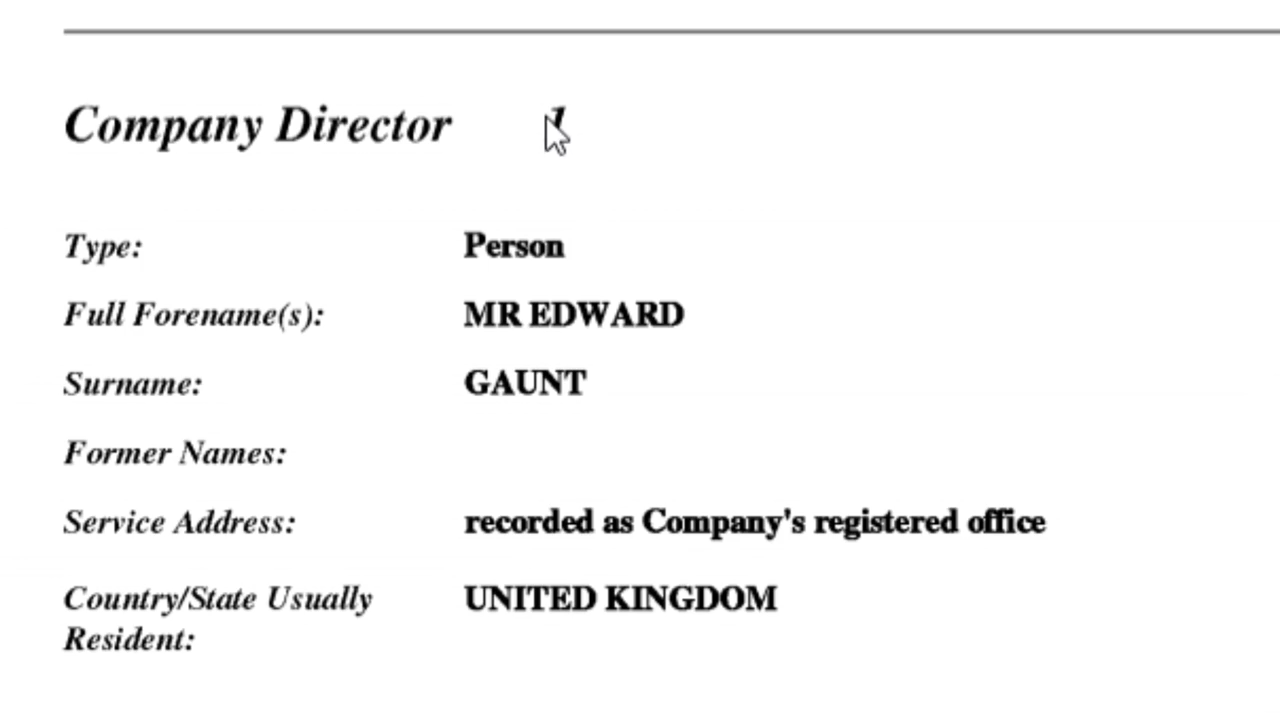 Company Director 1
Type: Person
Full Forename(s): MR EDWARD
Surname: GAUNT
Former Names:
Service Address: recorded as Company's registered office
Country/State Usually UNITED KINGDOM
Resident: